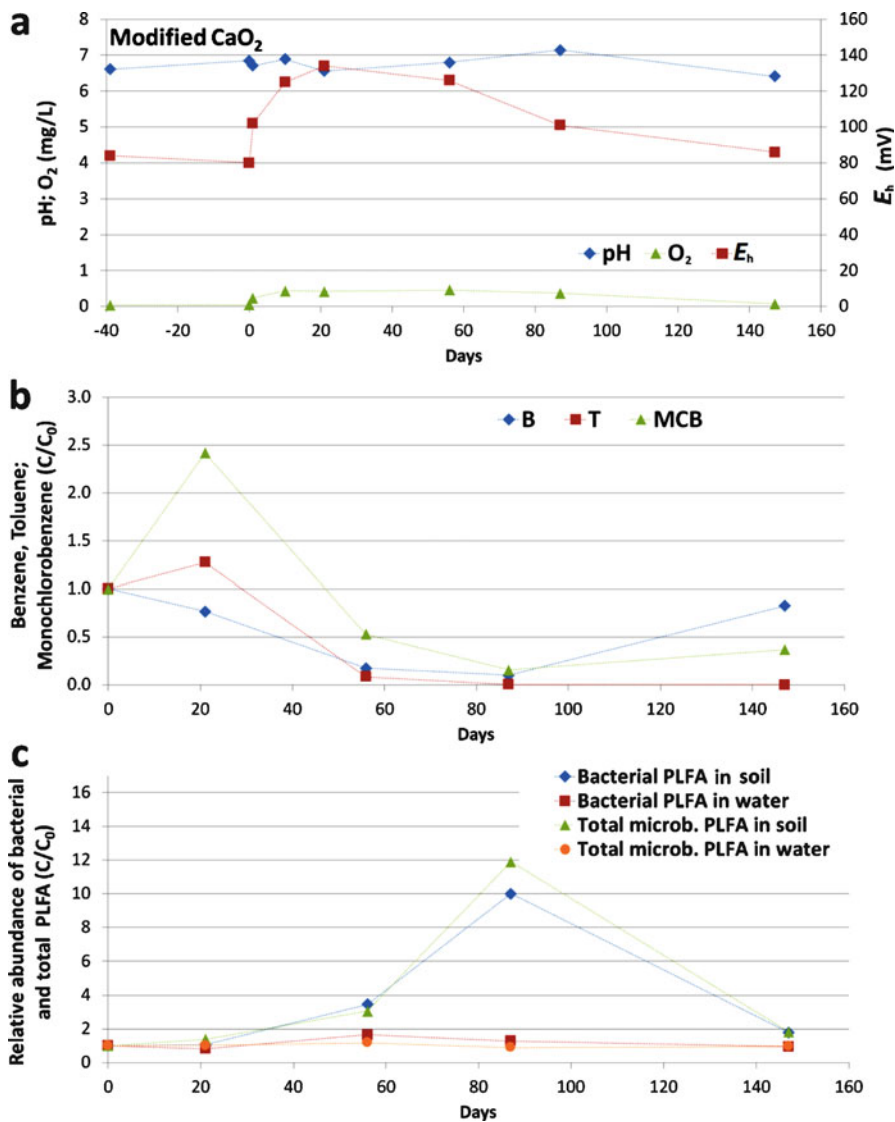 a
Modified CaO₂
8
7
6
5
4
3
2
1
0
160
140
120
100
80
60
40
20
0
pH; O₂ (mg/L)
Eₕ (mV)
pH O₂ Eₕ
-40 -20 0 20 40 60 80 100 120 140 160
Days
b
3.0
2.5
2.0
1.5
1.0
0.5
0.0
Benzene, Toluene;
Monochlorobenzene (C/C₀)
B T MCB
0 20 40 60 80 100 120 140 160
Days
c
16
14
12
10
8
6
4
2
0
Relative abundance of bacterial
and total PLFA (C/C₀)
Bacterial PLFA in soil
Bacterial PLFA in water
Total microb. PLFA in soil
Total microb. PLFA in water
0 20 40 60 80 100 120 140 160
Days